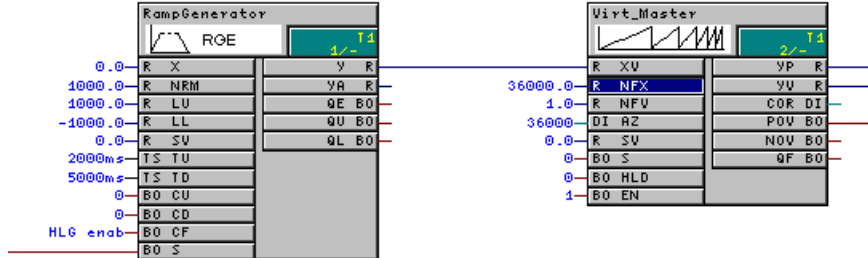 RampGenerator
RGE
T1
1/-
0.0 R X Y R
1000.0 R NRM YA R
1000.0 R LU QE BO
-1000.0 R LL QU BO
0.0 R SV QL BO
2000ms TS TU
5000ms TS TD
0 BO CU
0 BO CD
HLG enab BO CF
BO S
Virt_Master
T1
2/-
R XV YP R
36000.0 R NFX YV R
1.0 R NFV COR DI
36000 DI AZ POV BO
0.0 R SV NOV BO
0 BO S QF BO
0 BO HLD
1 BO EN